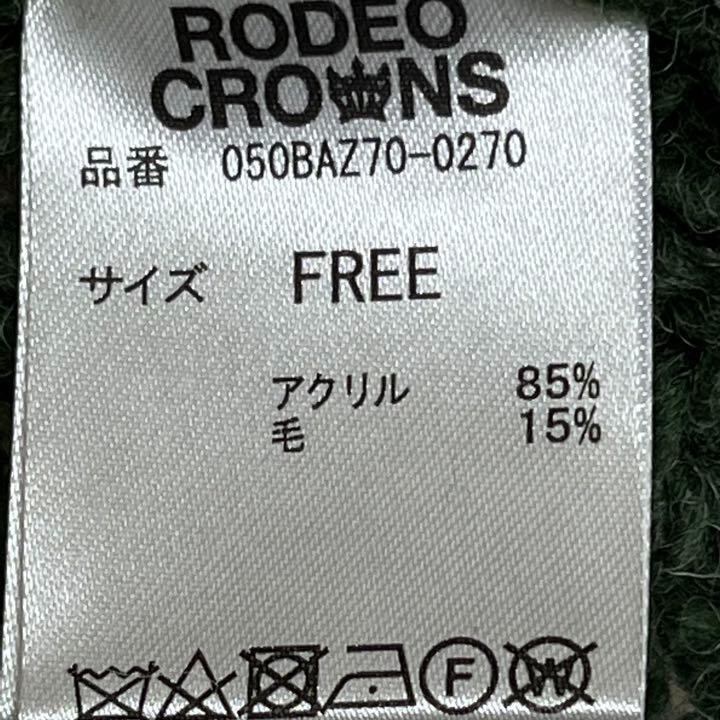 RODEO
CROWNS
品番 050BAZ70-0270
サイズ FREE
アクリル 85%
毛 15%
F W